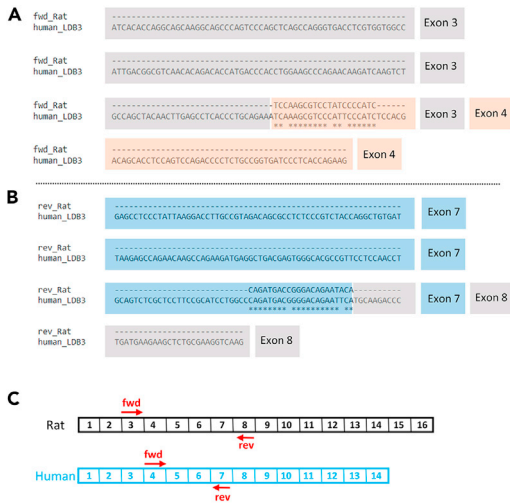 A
fwd_Rat ------------------------------------------------------------
human_LDB3 ATCACACCAGGCAGCAAGGCAGCCCAGTCCCAGCTCAGCCAGGGTGACCTCGTGGTGGCC
Exon 3
fwd_Rat ------------------------------------------------------------
human_LDB3 ATTGACGGCGTCAACACAGACACCATGACCCACCTGGAAGCCCAGAACAAGATCAAGTCT
Exon 3
fwd_Rat ----------------------------------TCCAAGCGTCCTATCCCCATC------
human_LDB3 GCCAGCTACAACTTGAGCCTCACCCTGCAGAAATCAAAGCGTCCCATTCCCATCTCCACG
** ******** ** ******
Exon 3 Exon 4
fwd_Rat ------------------------------------------------
human_LDB3 ACAGCACCTCCAGTCCAGACCCCTCTGCCGGTGATCCCTCACCAGAAG
Exon 4
B
rev_Rat ------------------------------------------------------------
human_LDB3 GAGCCTCCCTATTAAGGACCTTGCCGTAGACAGCGCCTCTCCCGTCTACCAGGCTGTGAT
Exon 7
rev_Rat ------------------------------------------------------------
human_LDB3 TAAGAGCCAGAACAAGCCAGAAGATGAGGCTGACGAGTGGGCACGCCGTTCCTCCAACCT
Exon 7
rev_Rat ----------------------------CAGATGACCGGGACAGAATACA----------
human_LDB3 GCAGTCTCGCTCCTTCCGCATCCTGGCCCAGATGACGGGGACAGAATTCATGCAAGACCC
********* ********** **
Exon 7 Exon 8
rev_Rat ---------------------------
human_LDB3 TGATGAAGAAGCTCTGCGAAGGTCAAG
Exon 8
C
fwd
Rat 1 2 3 4 5 6 7 8 9 10 11 12 13 14 15 16
fwd rev
Human 1 2 3 4 5 6 7 8 9 10 11 12 13 14
rev